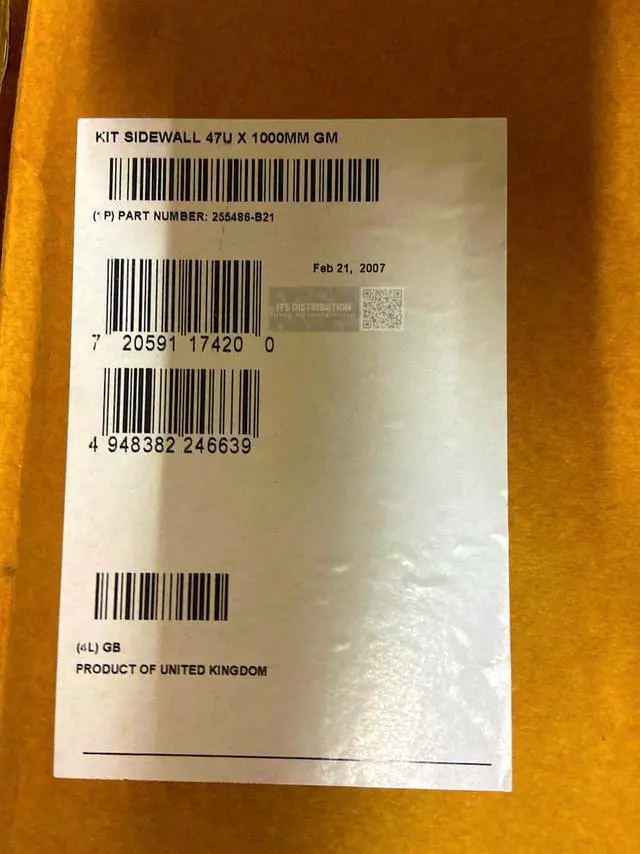 KIT SIDEWALL 47U X 1000MM GM
(1P) PART NUMBER: 255486-B21
Feb 21, 2007
ITS DISTRIBUTION
7 20591 17420 0
4 948382 246639
(4L) GB
PRODUCT OF UNITED KINGDOM